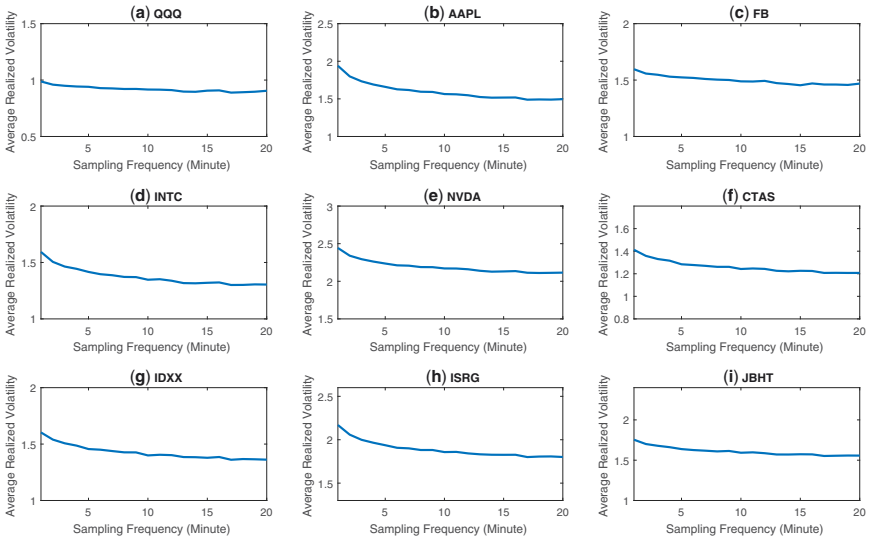 (a) QQQ
Average Realized Volatility
1.5
1
0.5
5 10 15 20
Sampling Frequency (Minute)
(b) AAPL
Average Realized Volatility
2.5
2
1.5
1
5 10 15 20
Sampling Frequency (Minute)
(c) FB
Average Realized Volatility
2
1.5
1
5 10 15 20
Sampling Frequency (Minute)
(d) INTC
Average Realized Volatility
2
1.5
1
5 10 15 20
Sampling Frequency (Minute)
(e) NVDA
Average Realized Volatility
3
2.5
2
1.5
5 10 15 20
Sampling Frequency (Minute)
(f) CTAS
Average Realized Volatility
1.6
1.4
1.2
1
0.8
5 10 15 20
Sampling Frequency (Minute)
(g) IDXX
Average Realized Volatility
2
1.5
1
5 10 15 20
Sampling Frequency (Minute)
(h) ISRG
Average Realized Volatility
2.5
2
1.5
5 10 15 20
Sampling Frequency (Minute)
(i) JBHT
Average Realized Volatility
2
1.5
1
5 10 15 20
Sampling Frequency (Minute)